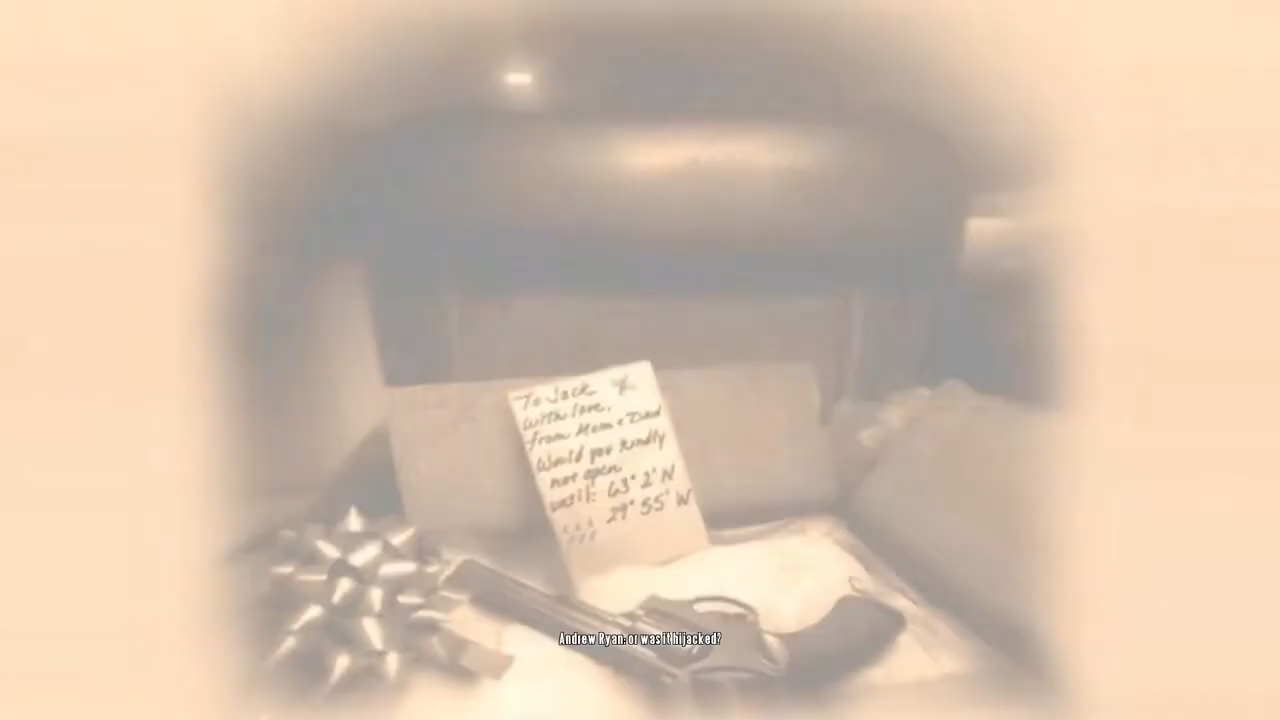 To Jack
With love,
from Mom & Dad
Would you kindly
not open
until: 63° 2' N
29° 55' W
Andrew Ryan: or was it hijacked?